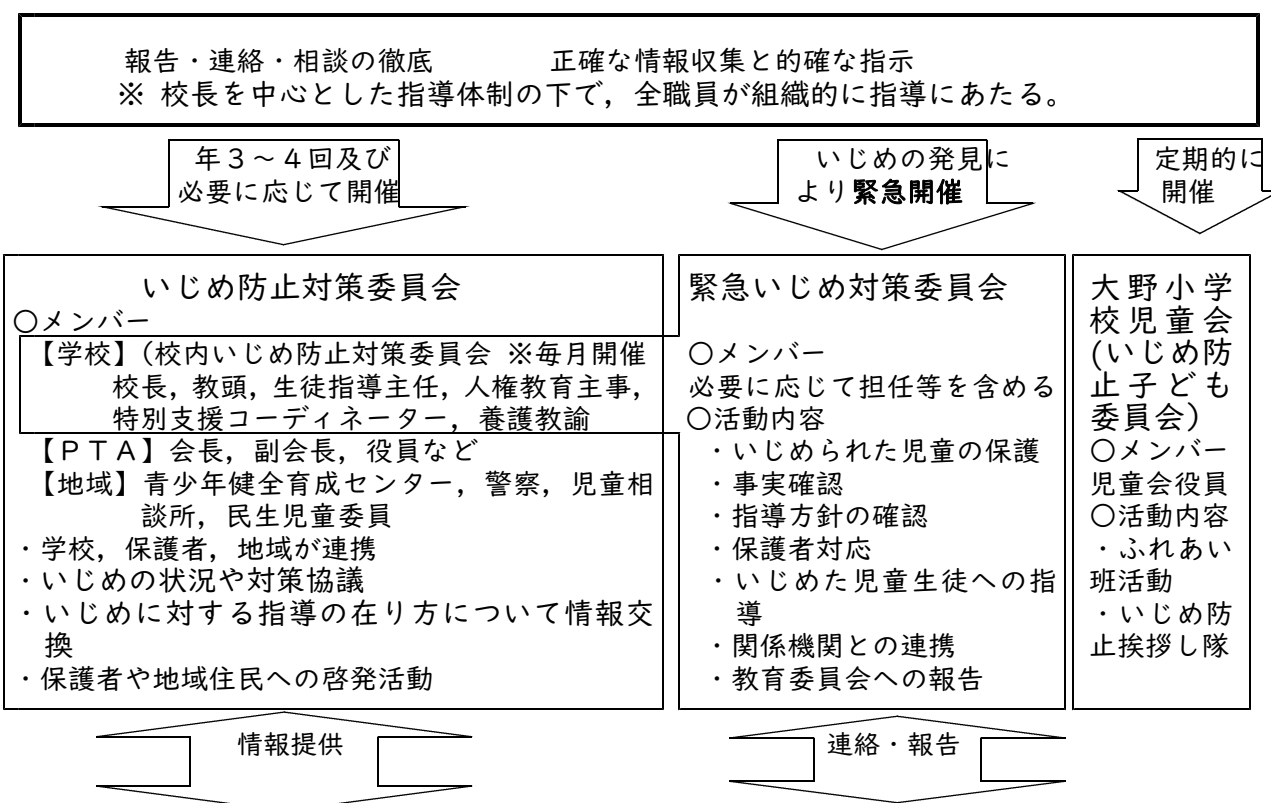 報告・連絡・相談の徹底　　　正確な情報収集と的確な指示
※ 校長を中心とした指導体制の下で，全職員が組織的に指導にあたる。
年３～４回及び
必要に応じて開催
いじめの発見に
より緊急開催
定期的に
開催
いじめ防止対策委員会
○メンバー
【学校】（校内いじめ防止対策委員会 ※毎月開催
校長，教頭，生徒指導主任，人権教育主事，
特別支援コーディネーター，養護教諭
【ＰＴＡ】会長，副会長，役員など
【地域】青少年健全育成センター，警察，児童相
談所，民生児童委員
・学校，保護者，地域が連携
・いじめの状況や対策協議
・いじめに対する指導の在り方について情報交
換
・保護者や地域住民への啓発活動
緊急いじめ対策委員会
○メンバー
必要に応じて担任等を含める
○活動内容
・いじめられた児童の保護
・事実確認
・指導方針の確認
・保護者対応
・いじめた児童生徒への指
導
・関係機関との連携
・教育委員会への報告
大野小学
校児童会
(いじめ防
止子ども
委員会）
○メンバー
児童会役員
○活動内容
・ふれあい
班活動
・いじめ防
止挨拶し隊
情報提供
連絡・報告